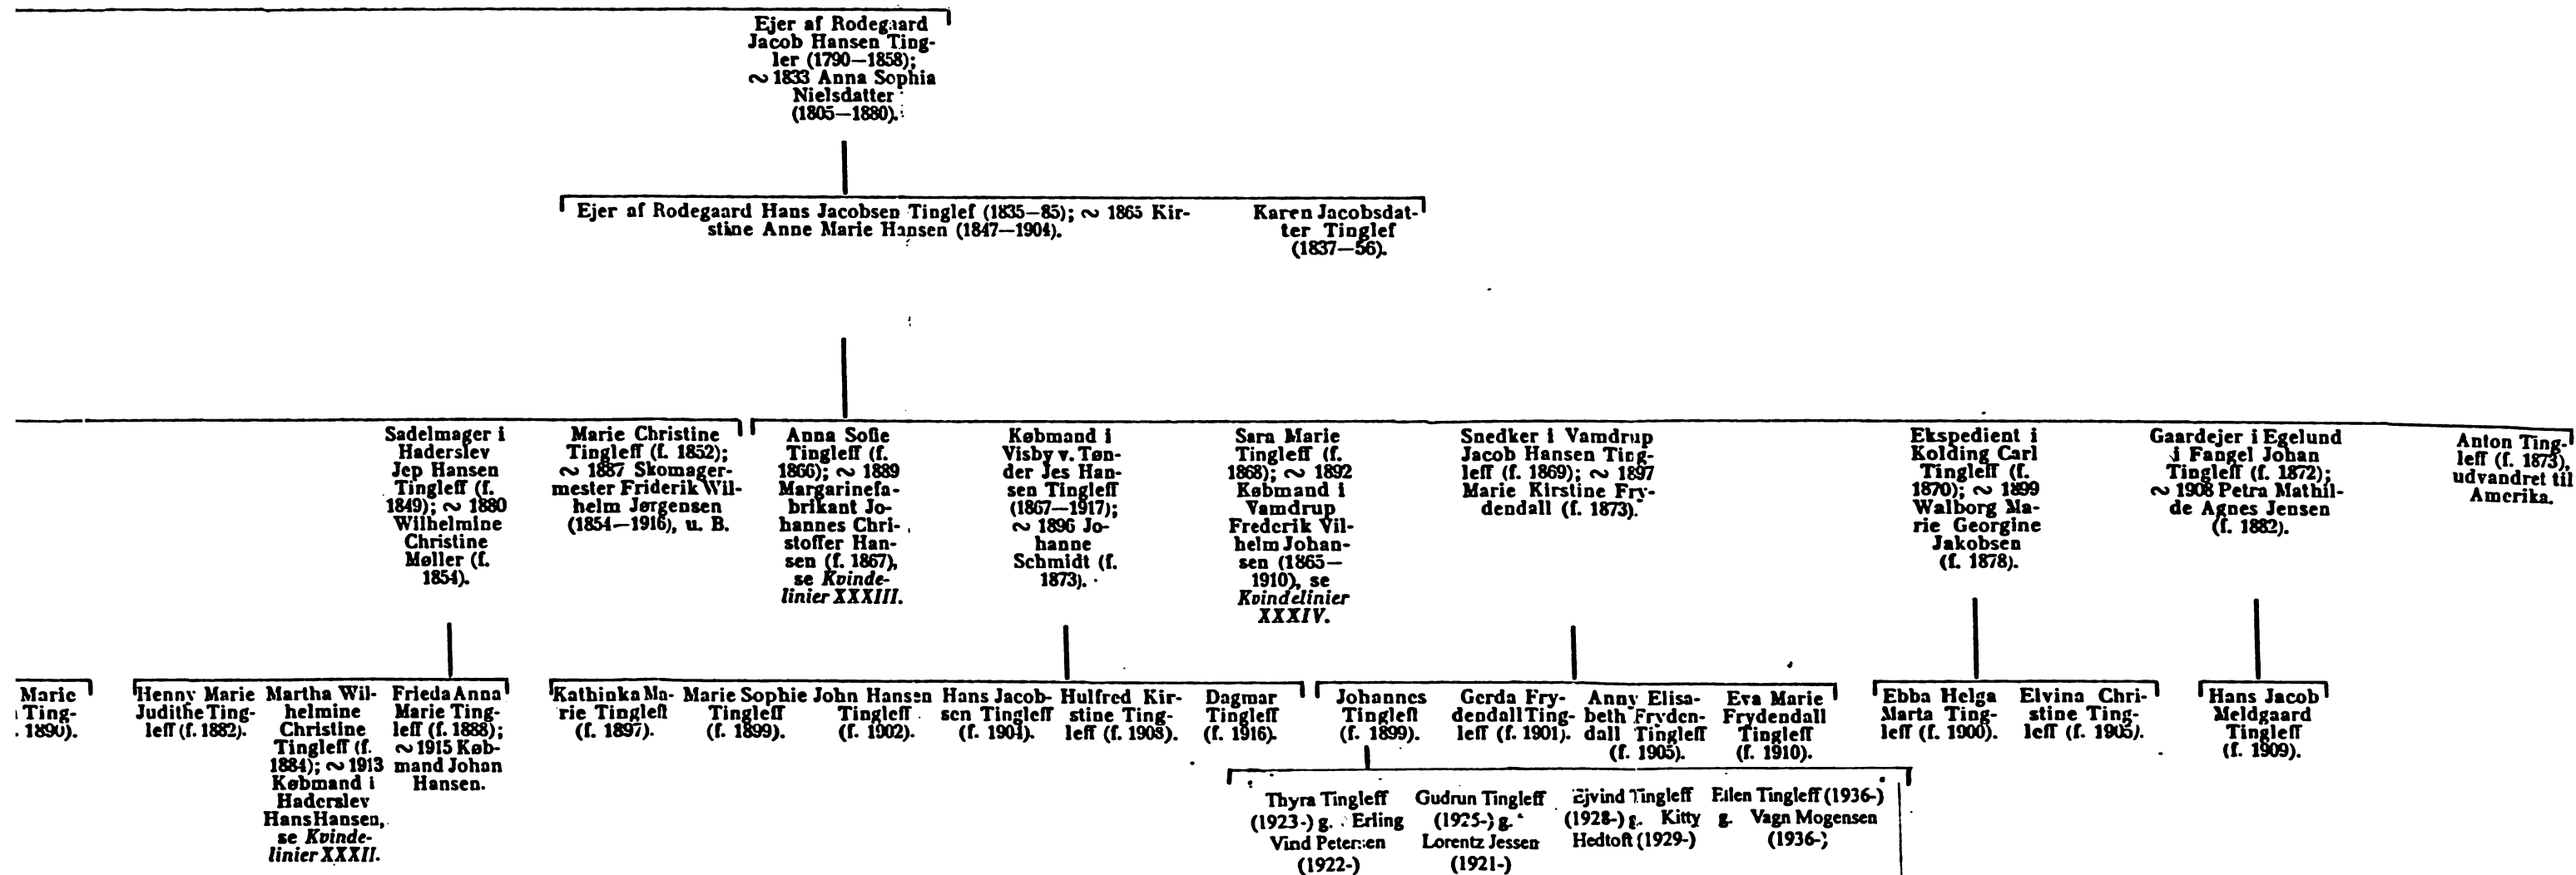 Ejer af Rodegaard
Jacob Hansen Ting-
ler (1790—1858);
∾ 1833 Anna Sophia
Nielsdatter
(1805—1880).
Ejer af Rodegaard Hans Jacobsen Tinglef (1835—85); ∾ 1865 Kir-
stine Anne Marie Hansen (1847—1904).
Karen Jacobsdat-
ter Tinglef
(1837—56).
Sadelmager i
Haderslev
Jep Hansen
Tingleff (f.
1849); ∾ 1880
Wilhelmine
Christine
Møller (f.
1854).
Marie Christine
Tingleff (f. 1852);
∾ 1887 Skomager-
mester Friderik Wil-
helm Jørgensen
(1854—1916), u. B.
Anna Sofie
Tingleff (f.
1866); ∾ 1889
Margarinefa-
brikant Jo-
hannes Chri-
stoffer Han-
sen (f. 1867),
se Kvinde-
linier XXXIII.
Købmand i
Visby v. Tøn-
der Jes Han-
sen Tingleff
(1867—1917);
∾ 1896 Jo-
hanne
Schmidt (f.
1873).
Sara Marie
Tingleff (f.
1868); ∾ 1892
Købmand i
Vamdrup
Frederik Vil-
helm Johan-
sen (1865—
1910), se
Kvindelinier
XXXIV.
Snedker i Vamdrup
Jacob Hansen Ting-
leff (f. 1869); ∾ 1897
Marie Kirstine Fry-
dendall (f. 1873).
Ekspedient i
Kolding Carl
Tingleff (f.
1870); ∾ 1899
Walborg Ma-
rie Georgine
Jakobsen
(f. 1878).
Gaardejer i Egelund
i Fangel Johan
Tingleff (f. 1872);
∾ 1908 Petra Mathil-
de Agnes Jensen
(f. 1882).
Anton Ting-
leff (f. 1873),
udvandret til
Amerika.
Marie
Ting-
. 1890).
Henny Marie
Judithe Ting-
leff (f. 1882).
Martha Wil-
helmine
Christine
Tingleff (f.
1884); ∾ 1913
Købmand i
Haderslev
Hans Hansen,
se Kvinde-
linier XXXII.
Frieda Anna
Marie Ting-
leff (f. 1888);
∾ 1915 Køb-
mand Johan
Hansen.
Kathinka Ma-
rie Tingleff
(f. 1897).
Marie Sophie
Tingleff
(f. 1899).
John Hansen
Tingleff
(f. 1902).
Hans Jacob-
sen Tingleff
(f. 1904).
Hulfred Kir-
stine Ting-
leff (f. 1908).
Dagmar
Tingleff
(f. 1916).
Johannes
Tingleff
(f. 1899).
Gerda Fry-
dendall Ting-
leff (f. 1901).
Anny Elisa-
beth Fryden-
dall Tingleff
(f. 1905).
Eva Marie
Frydendall
Tingleff
(f. 1910).
Ebba Helga
Marta Ting-
leff (f. 1900).
Elvina Chri-
stine Ting-
leff (f. 1905).
Hans Jacob
Meldgaard
Tingleff
(f. 1909).
Thyra Tingleff
(1923-) g. Erling
Vind Petersen
(1922-)
Gudrun Tingleff
(1925-) g.
Lorentz Jessen
(1921-)
Ejvind Tingleff
(1928-) g. Kitty
Hedtoft (1929-)
Ellen Tingleff (1936-)
g. Vagn Mogensen
(1936-)